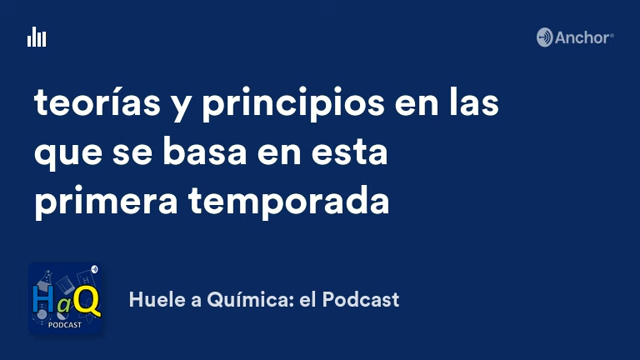 Anchor
teorías y principios en las
que se basa en esta
primera temporada
HaQ
PODCAST
Huele a Química: el Podcast